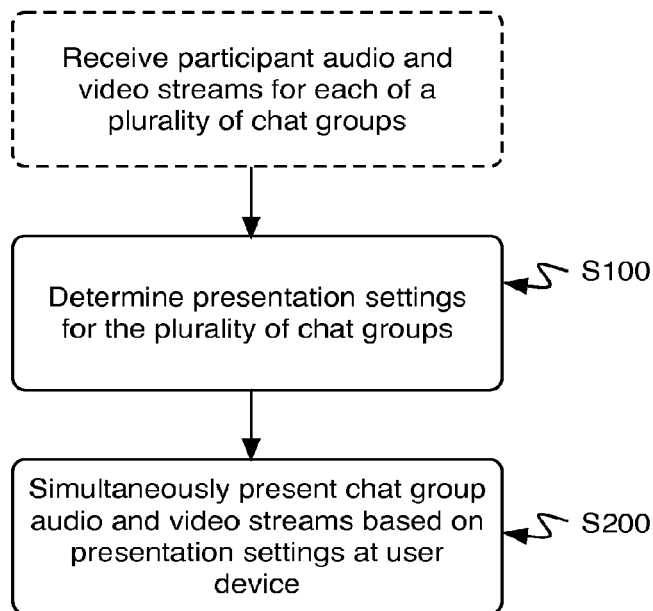 Receive participant audio and
video streams for each of a
plurality of chat groups
S100
Determine presentation settings
for the plurality of chat groups
Simultaneously present chat group
audio and video streams based on
presentation settings at user
device
S200